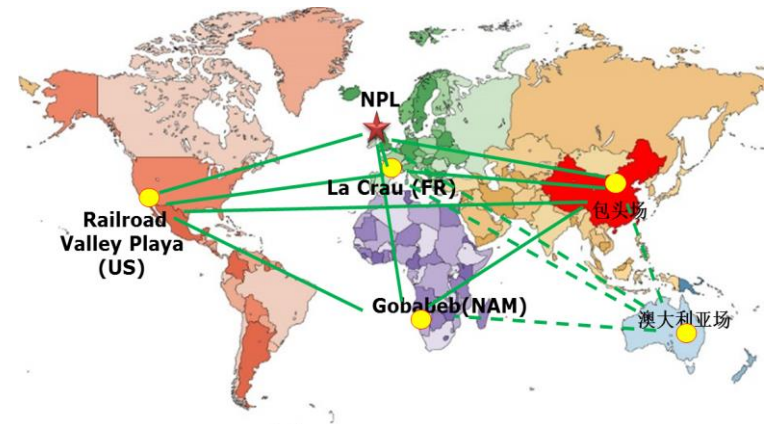 NPL
La Crau (FR)
包头场
Railroad
Valley Playa
(US)
Gobabeb(NAM)
澳大利亚场